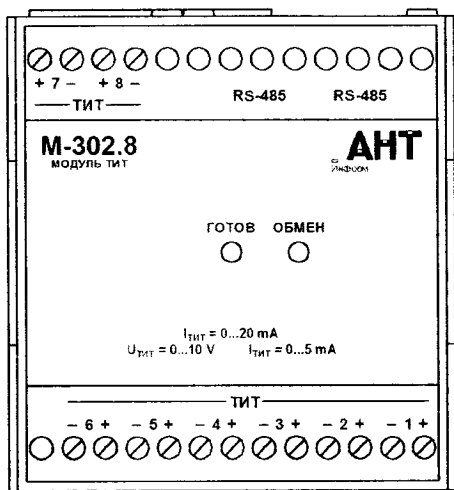 + 7 – + 8 –
ТИТ
RS-485 RS-485
М-302.8
МОДУЛЬ ТИТ
АНТ
Информ
ГОТОВ ОБМЕН
IТИТ = 0...20 mA
UТИТ = 0...10 V IТИТ = 0...5 mA
ТИТ
– 6 + – 5 + – 4 + – 3 + – 2 + – 1 +